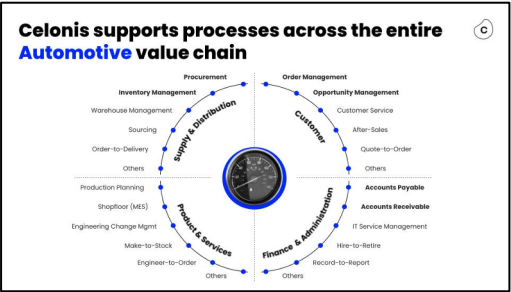 Celonis supports processes across the entire
Automotive value chain
C
Procurement
Inventory Management
Warehouse Management
Sourcing
Order-to-Delivery
Others
Supply & Distribution
Order Management
Opportunity Management
Customer Service
After-Sales
Quote-to-Order
Others
Customer
Production Planning
Shopfloor (MES)
Engineering Change Mgmt
Make-to-Stock
Engineer-to-Order
Others
Product & Services
Accounts Payable
Accounts Receivable
IT Service Management
Hire-to-Retire
Record-to-Report
Others
Finance & Administration